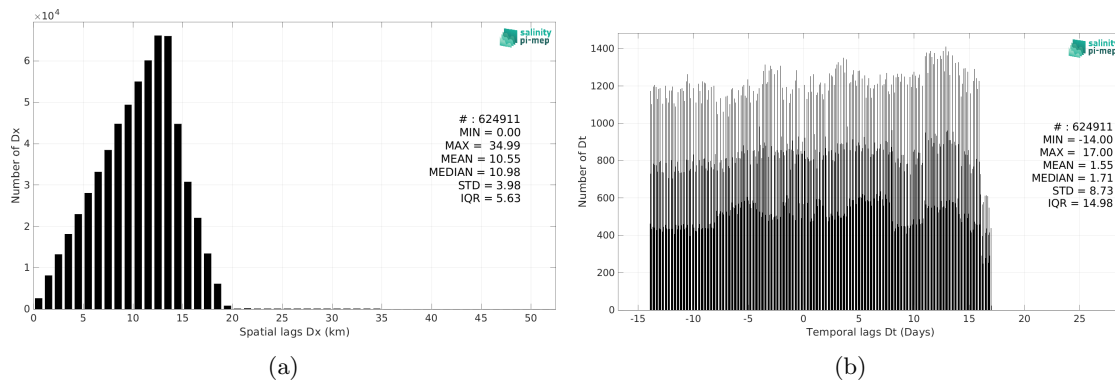 ×10⁴
salinity
pi-mep
6
5
4
3
2
1
0
Number of Dx
# : 624911
MIN = 0.00
MAX = 34.99
MEAN = 10.55
MEDIAN = 10.98
STD = 3.98
IQR = 5.63
0 5 10 15 20 25 30 35 40 45 50
Spatial lags Dx (km)
(a)
salinity
pi-mep
1400
1200
1000
800
600
400
200
0
Number of Dt
# : 624911
MIN = -14.00
MAX = 17.00
MEAN = 1.55
MEDIAN = 1.71
STD = 8.73
IQR = 14.98
-15 -10 -5 0 5 10 15 20 25
Temporal lags Dt (Days)
(b)